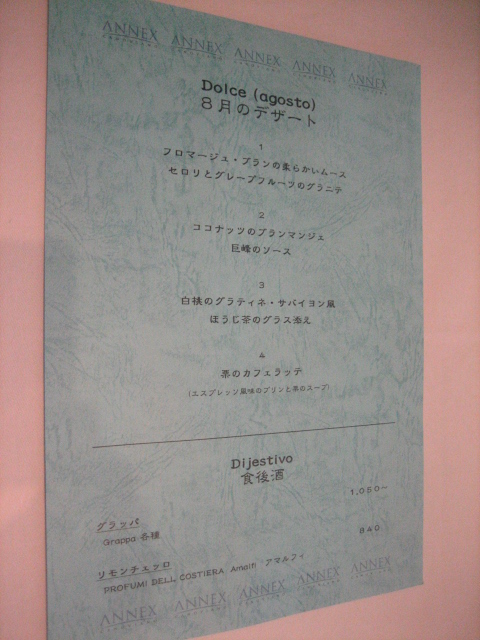 ANNEX ANNEX ANNEX ANNEX ANNEX
Dolce (agosto)
8月のデザート
1
フロマージュ・ブランの柔らかいムース
セロリとグレープフルーツのグラニテ
2
ココナッツのブランマンジェ
巨峰のソース
3
白桃のグラティネ・サバイヨン風
ほうじ茶のグラス添え
4
栗のカフェラッテ
(エスプレッソ風味のプリンと栗のスープ)
Dijestivo
食後酒
1,050〜
グラッパ
Grappa 各種
840
リモンチェッロ
PROFUMI DELL COSTIERA Amalfi アマルフィ
ANNEX ANNEX ANNEX ANNEX ANNEX